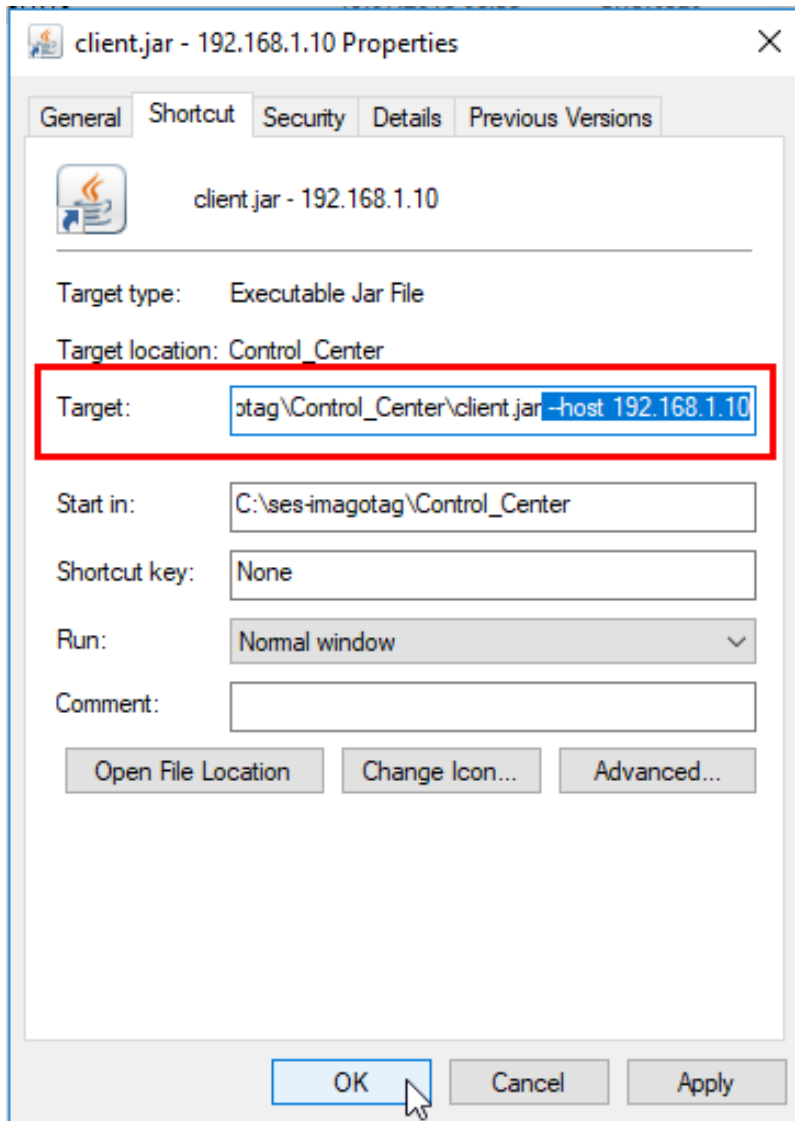 client.jar - 192.168.1.10 Properties
General Shortcut Security Details Previous Versions
client.jar - 192.168.1.10
Target type: Executable Jar File
Target location: Control_Center
Target: otag\Control_Center\client.jar --host 192.168.1.10
Start in: C:\ses-imagotag\Control_Center
Shortcut key: None
Run: Normal window
Comment:
Open File Location Change Icon... Advanced...
OK Cancel Apply